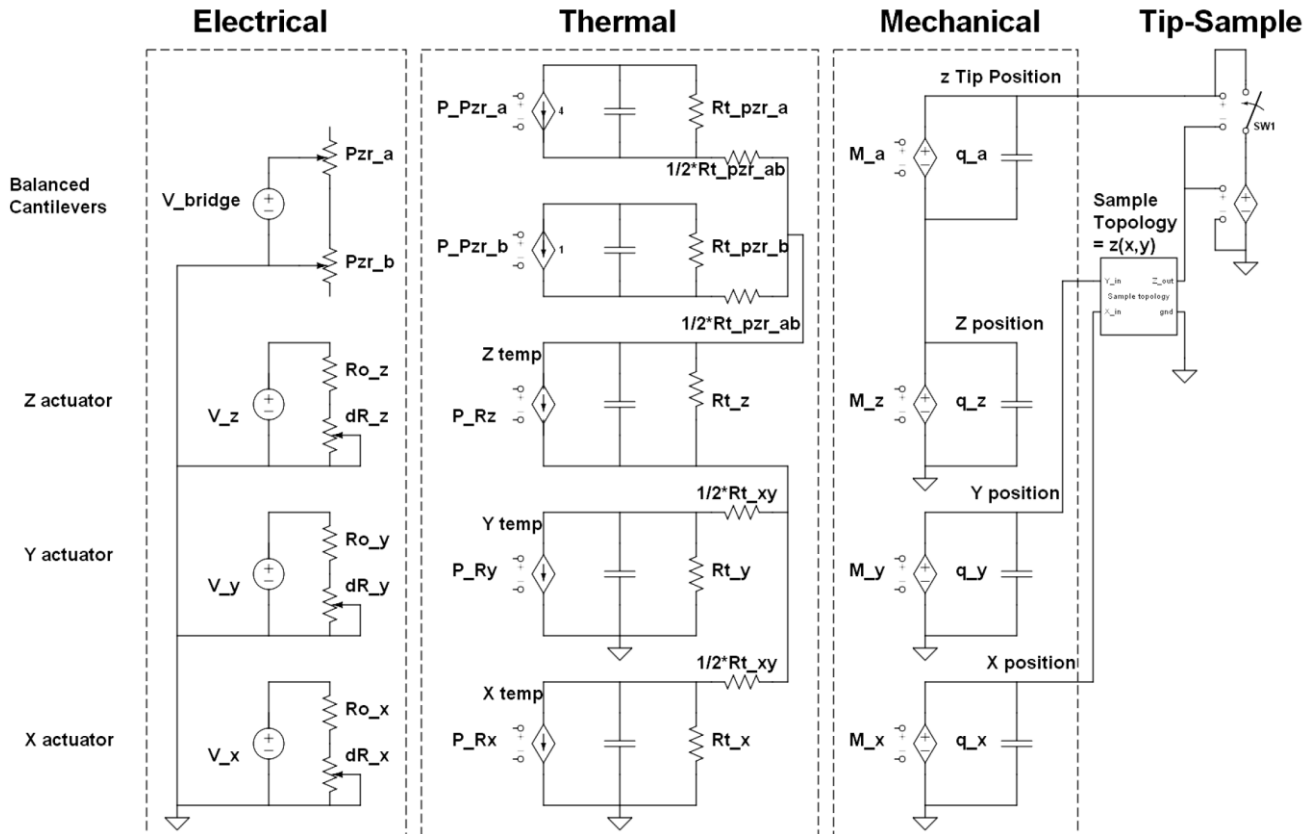 Electrical
Thermal
Mechanical
Tip-Sample
Balanced
Cantilevers
V_bridge
Pzr_a
Pzr_b
P_Pzr_a
4
Rt_pzr_a
1/2*Rt_pzr_ab
P_Pzr_b
1
Rt_pzr_b
1/2*Rt_pzr_ab
z Tip Position
M_a
q_a
SW1
Sample
Topology
= z(x,y)
Y_in
Z_out
Sample topology
X_in
gnd
Z actuator
V_z
Ro_z
dR_z
Z temp
P_Rz
Rt_z
Z position
M_z
q_z
Y actuator
V_y
Ro_y
dR_y
1/2*Rt_xy
Y temp
P_Ry
Rt_y
Y position
M_y
q_y
X actuator
V_x
Ro_x
dR_x
1/2*Rt_xy
X temp
P_Rx
Rt_x
X position
M_x
q_x